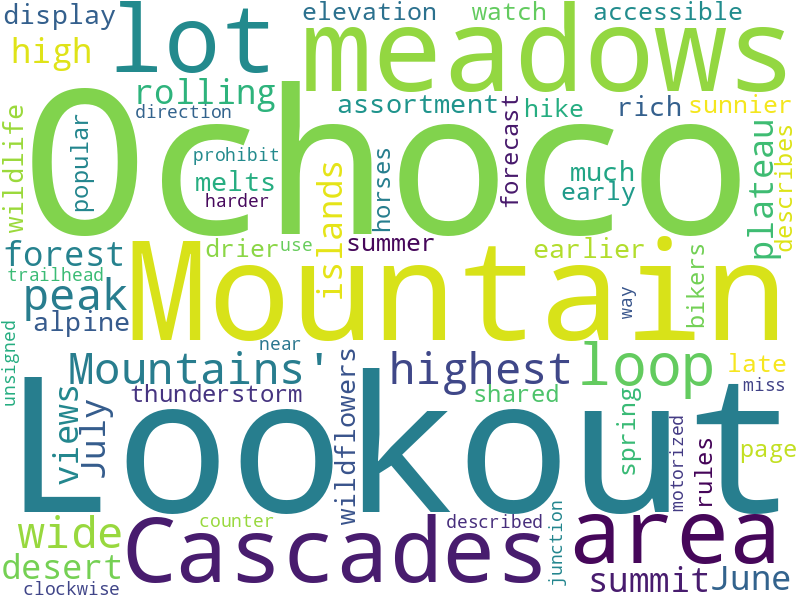 display
high
lot
elevation
watch
accessible
meadows
rolling
direction
assortment
hike
rich
sunnier
wildlife
popular
Ochoco
prohibit
melts
harder
islands
horses
forecast
much
early
plateau
describes
forest
trailhead
peak
alpine
Mountain
drier
use
summer
earlier
bikers
way
unsigned
near
Mountains'
highest
loop
late
miss
views
July
thunderstorm
wildflowers
shared
spring
motorized
rules
page
Lookout
wide
desert
clockwise
counter
Cascades
described
junction
area
summit
June